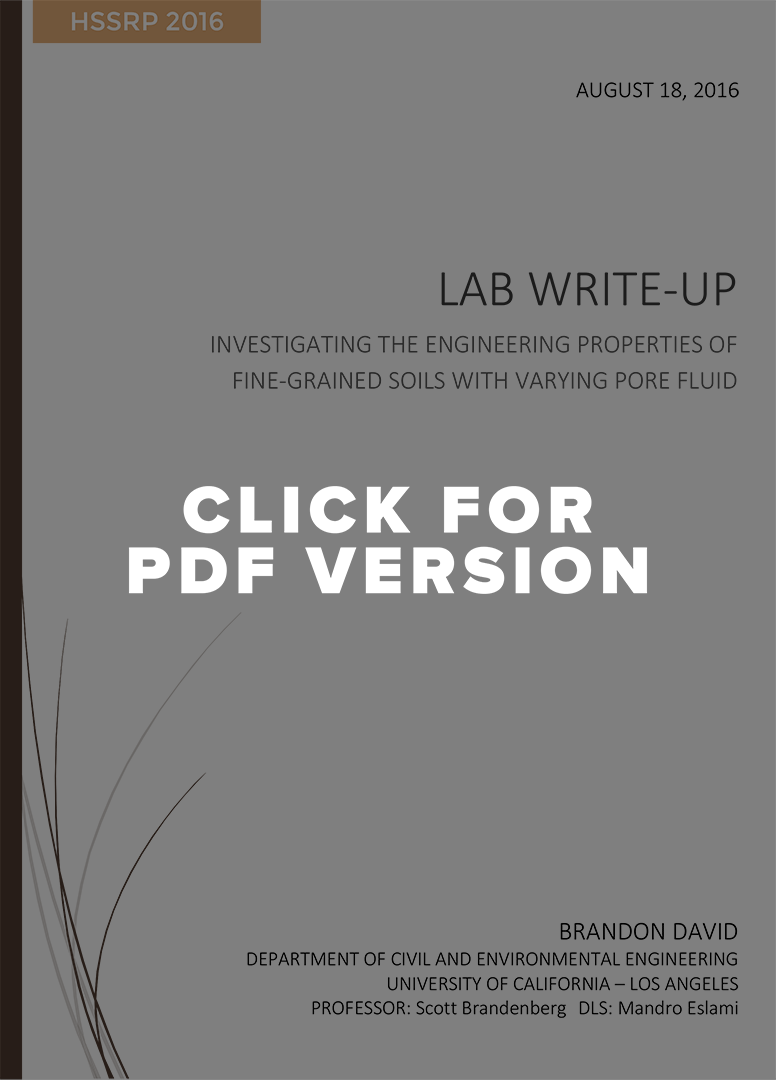 HSSRP 2016
AUGUST 18, 2016
LAB WRITE-UP
INVESTIGATING THE ENGINEERING PROPERTIES OF
FINE-GRAINED SOILS WITH VARYING PORE FLUID
CLICK FOR
PDF VERSION
BRANDON DAVID
DEPARTMENT OF CIVIL AND ENVIRONMENTAL ENGINEERING
UNIVERSITY OF CALIFORNIA – LOS ANGELES
PROFESSOR: Scott Brandenberg DLS: Mandro Eslami